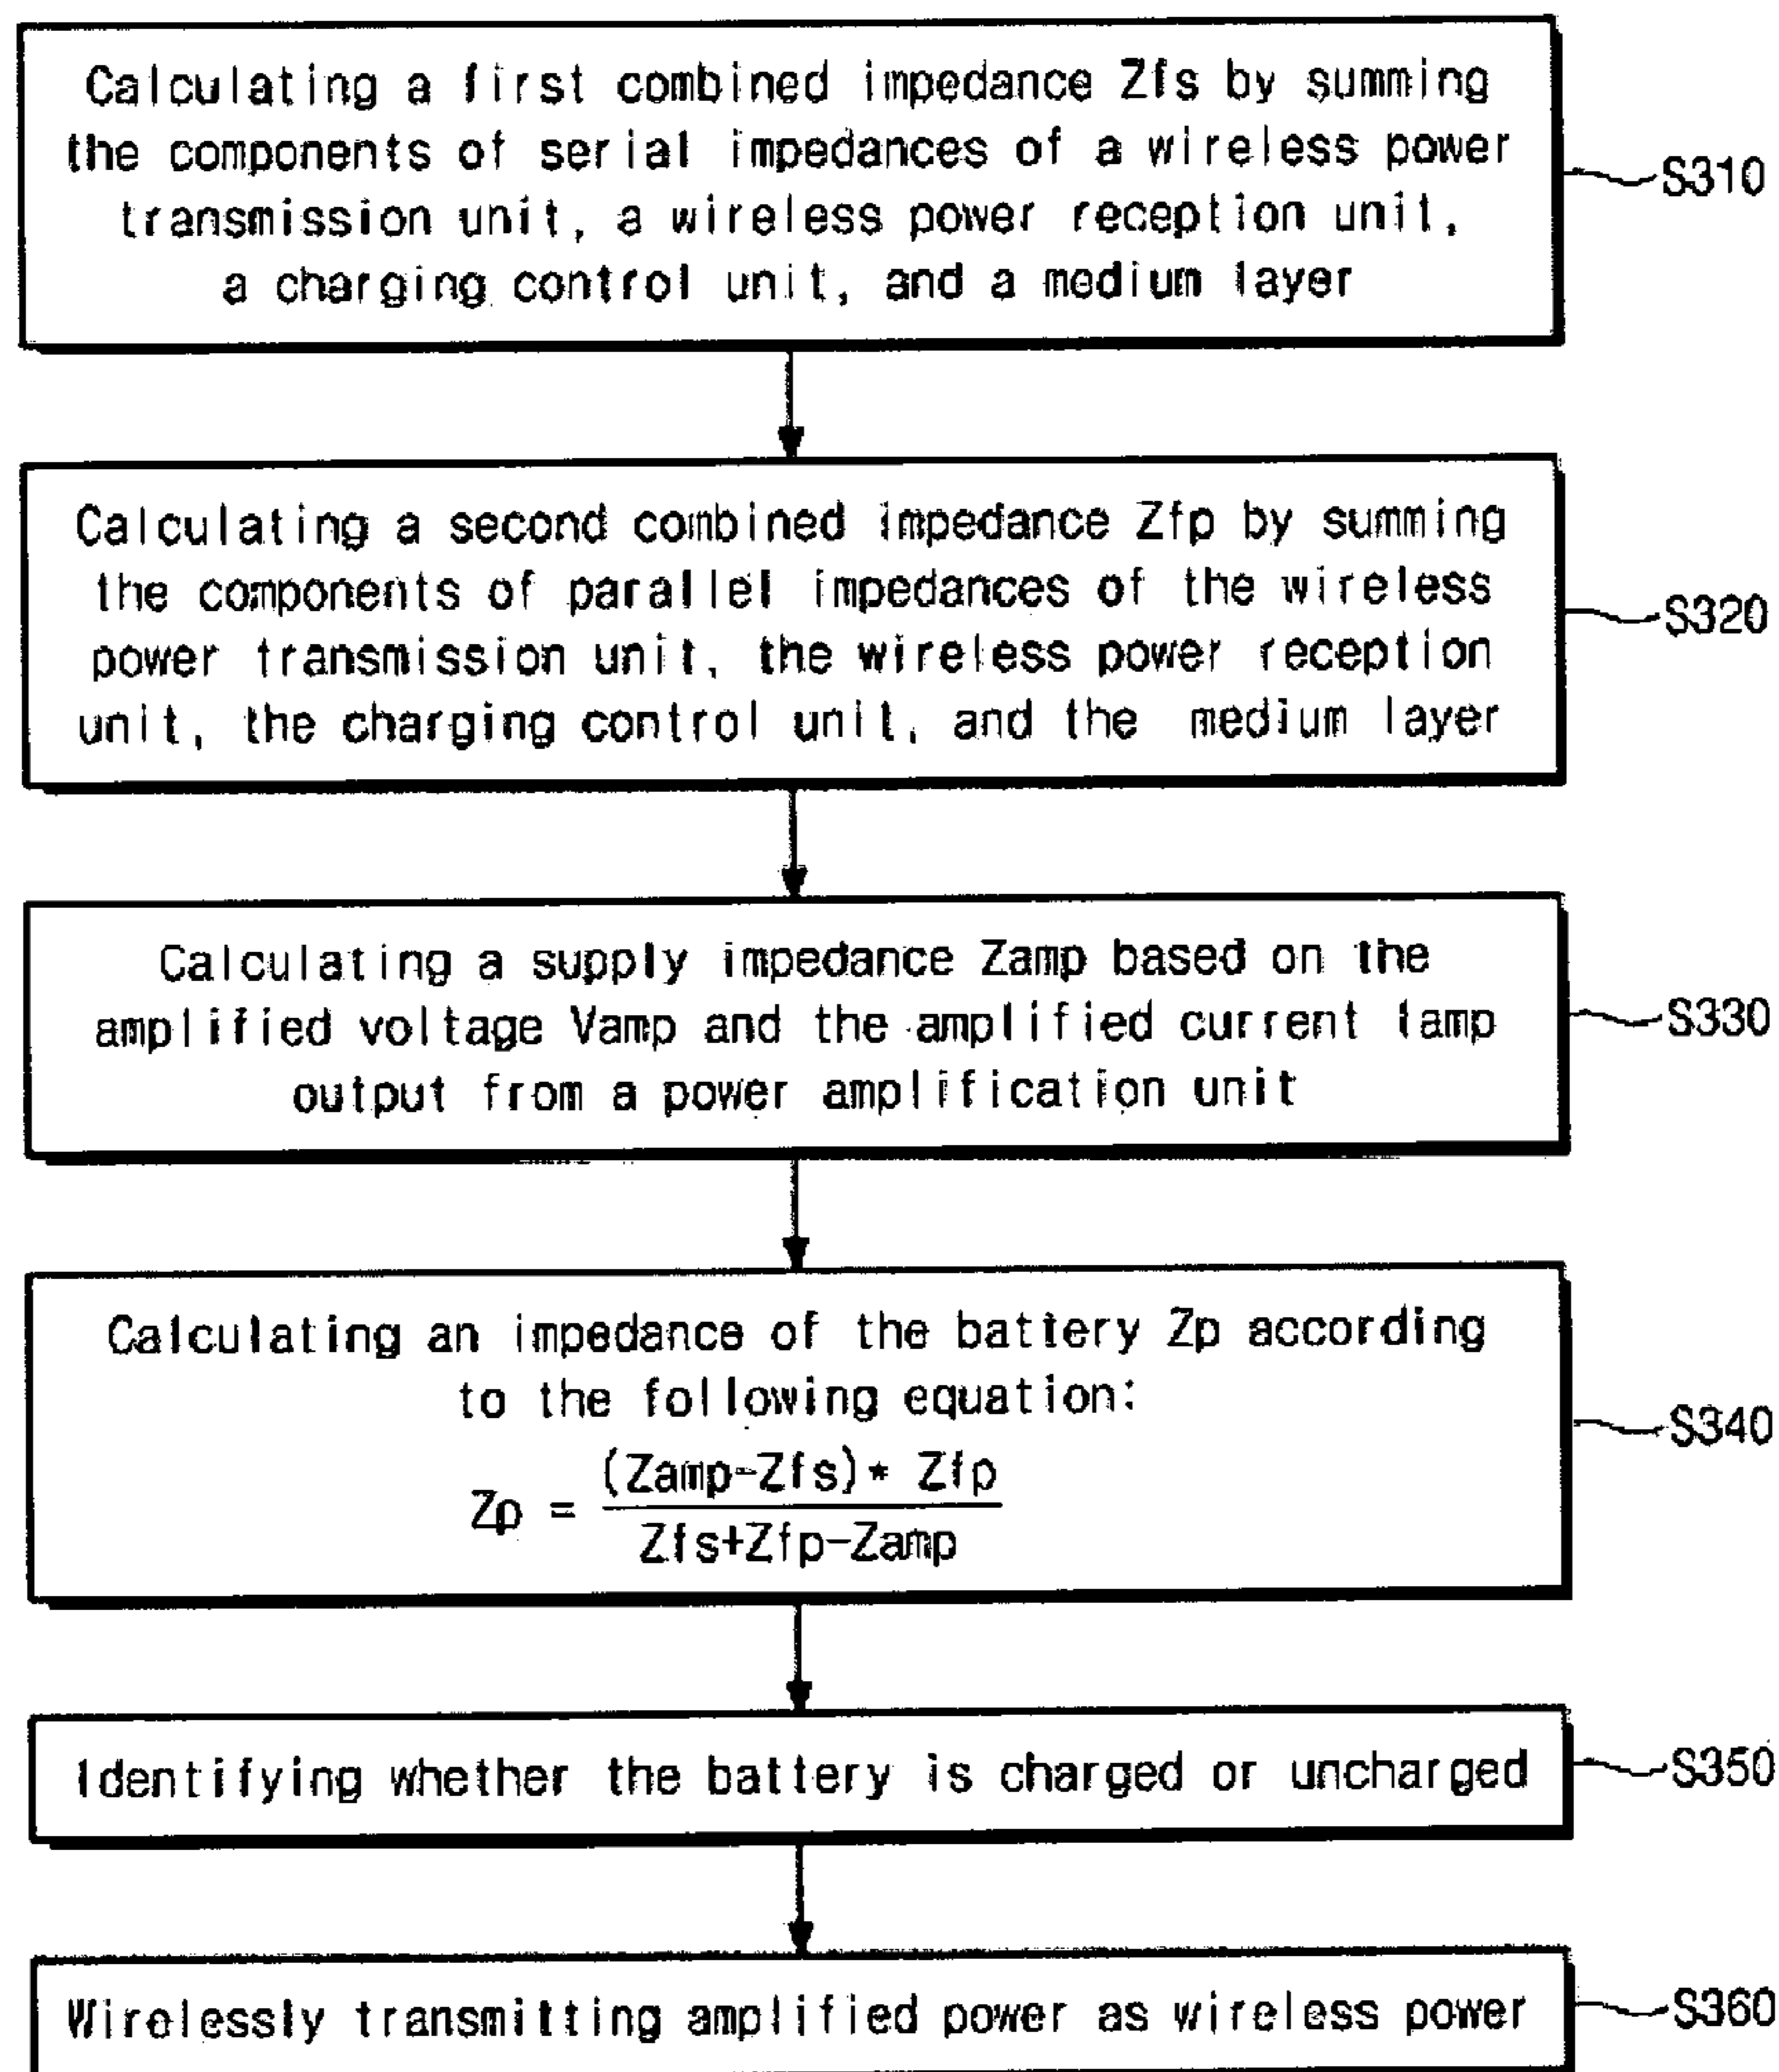 Calculating a first combined impedance Zfs by summing
the components of serial impedances of a wireless power
transmission unit, a wireless power reception unit,
a charging control unit, and a medium layer
S310
Calculating a second combined impedance Zfp by summing
the components of parallel impedances of the wireless
power transmission unit, the wireless power reception
unit, the charging control unit, and the medium layer
S320
Calculating a supply impedance Zamp based on the
amplified voltage Vamp and the amplified current Iamp
output from a power amplification unit
S330
Calculating an impedance of the battery Zp according
to the following equation:
Zp = (Zamp-Zfs)* Zfp
Zfs+Zfp-Zamp
S340
Identifying whether the battery is charged or uncharged
S350
Wirelessly transmitting amplified power as wireless power
S360